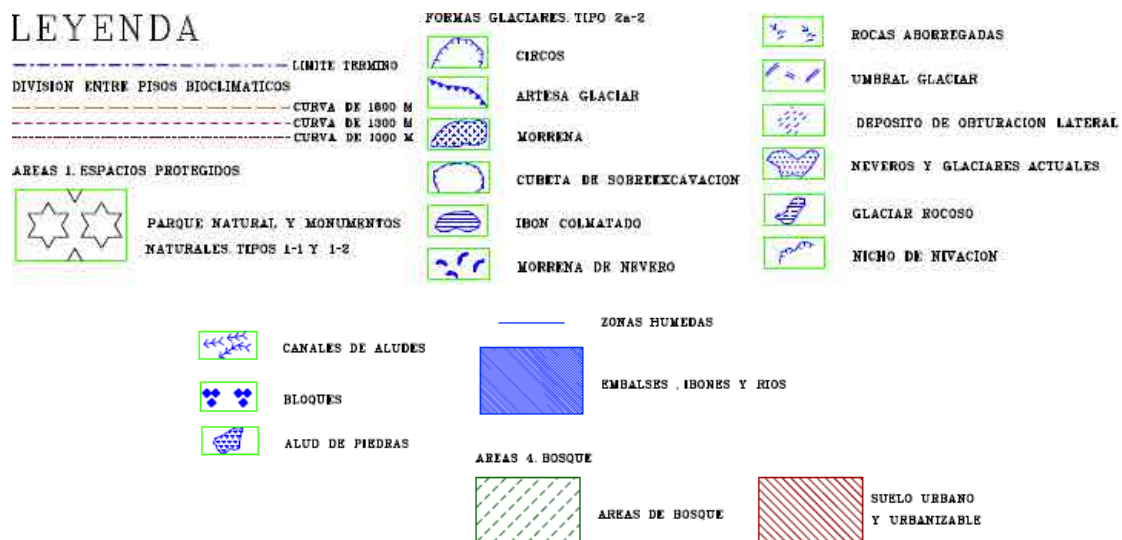 LEYENDA
LIMITE TERMINO
DIVISION ENTRE PISOS BIOCLIMATICOS
CURVA DE 1800 M
CURVA DE 1300 M
CURVA DE 1000 M
AREAS 1. ESPACIOS PROTEGIDOS
PARQUE NATURAL Y MONUMENTOS
NATURALES. TIPOS 1-1 Y 1-2
FORMAS GLACIARES. TIPO 2a-2
CIRCOS
ARTESA GLACIAR
MORRENA
CUBETA DE SOBREEXCAVACION
IBON COLMATADO
MORRENA DE NEVERO
ROCAS ABORREGADAS
UMBRAL GLACIAR
DEPOSITO DE OBTURACION LATERAL
NEVEROS Y GLACIARES ACTUALES
GLACIAR ROCOSO
NICHO DE NIVACION
CANALES DE ALUDES
BLOQUES
ALUD DE PIEDRAS
ZONAS HUMEDAS
EMBALSES , IBONES Y RIOS
AREAS 4. BOSQUE
AREAS DE BOSQUE
SUELO URBANO
Y URBANIZABLE